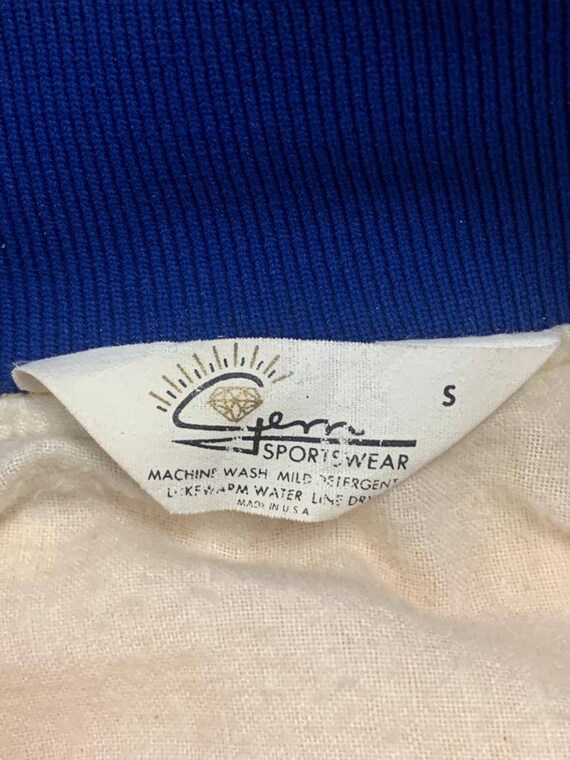 Gem
S
SPORTSWEAR
MACHINE WASH MILD DETERGENT
LUKEWARM WATER LINE DRY
MADE IN U.S.A